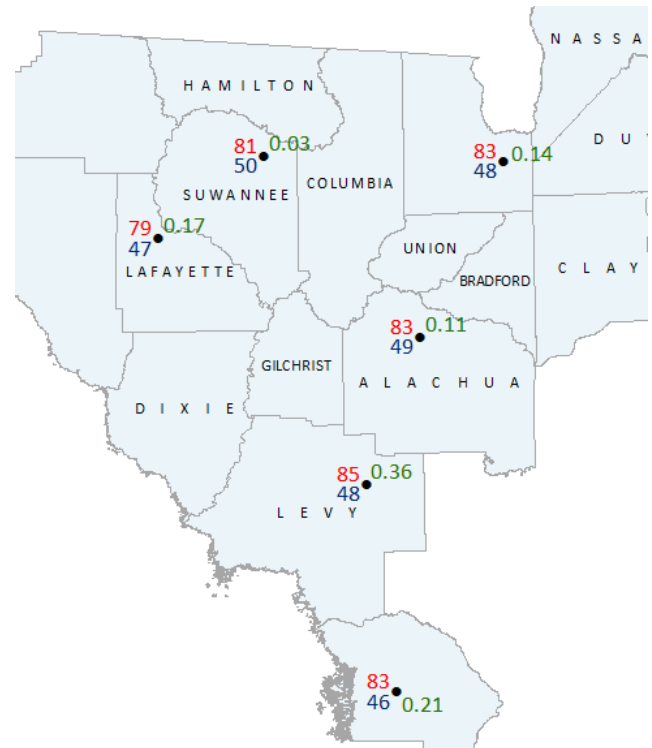 NASSA
HAMILTON
DU
81 0.03
50
83 0.14
48
SUWANNEE
COLUMBIA
79 0.17
47
LAFAYETTE
UNION
CLAY
BRADFORD
83 0.11
49
GILCHRIST
ALACHUA
DIXIE
85 0.36
48
LEVY
83
46 0.21